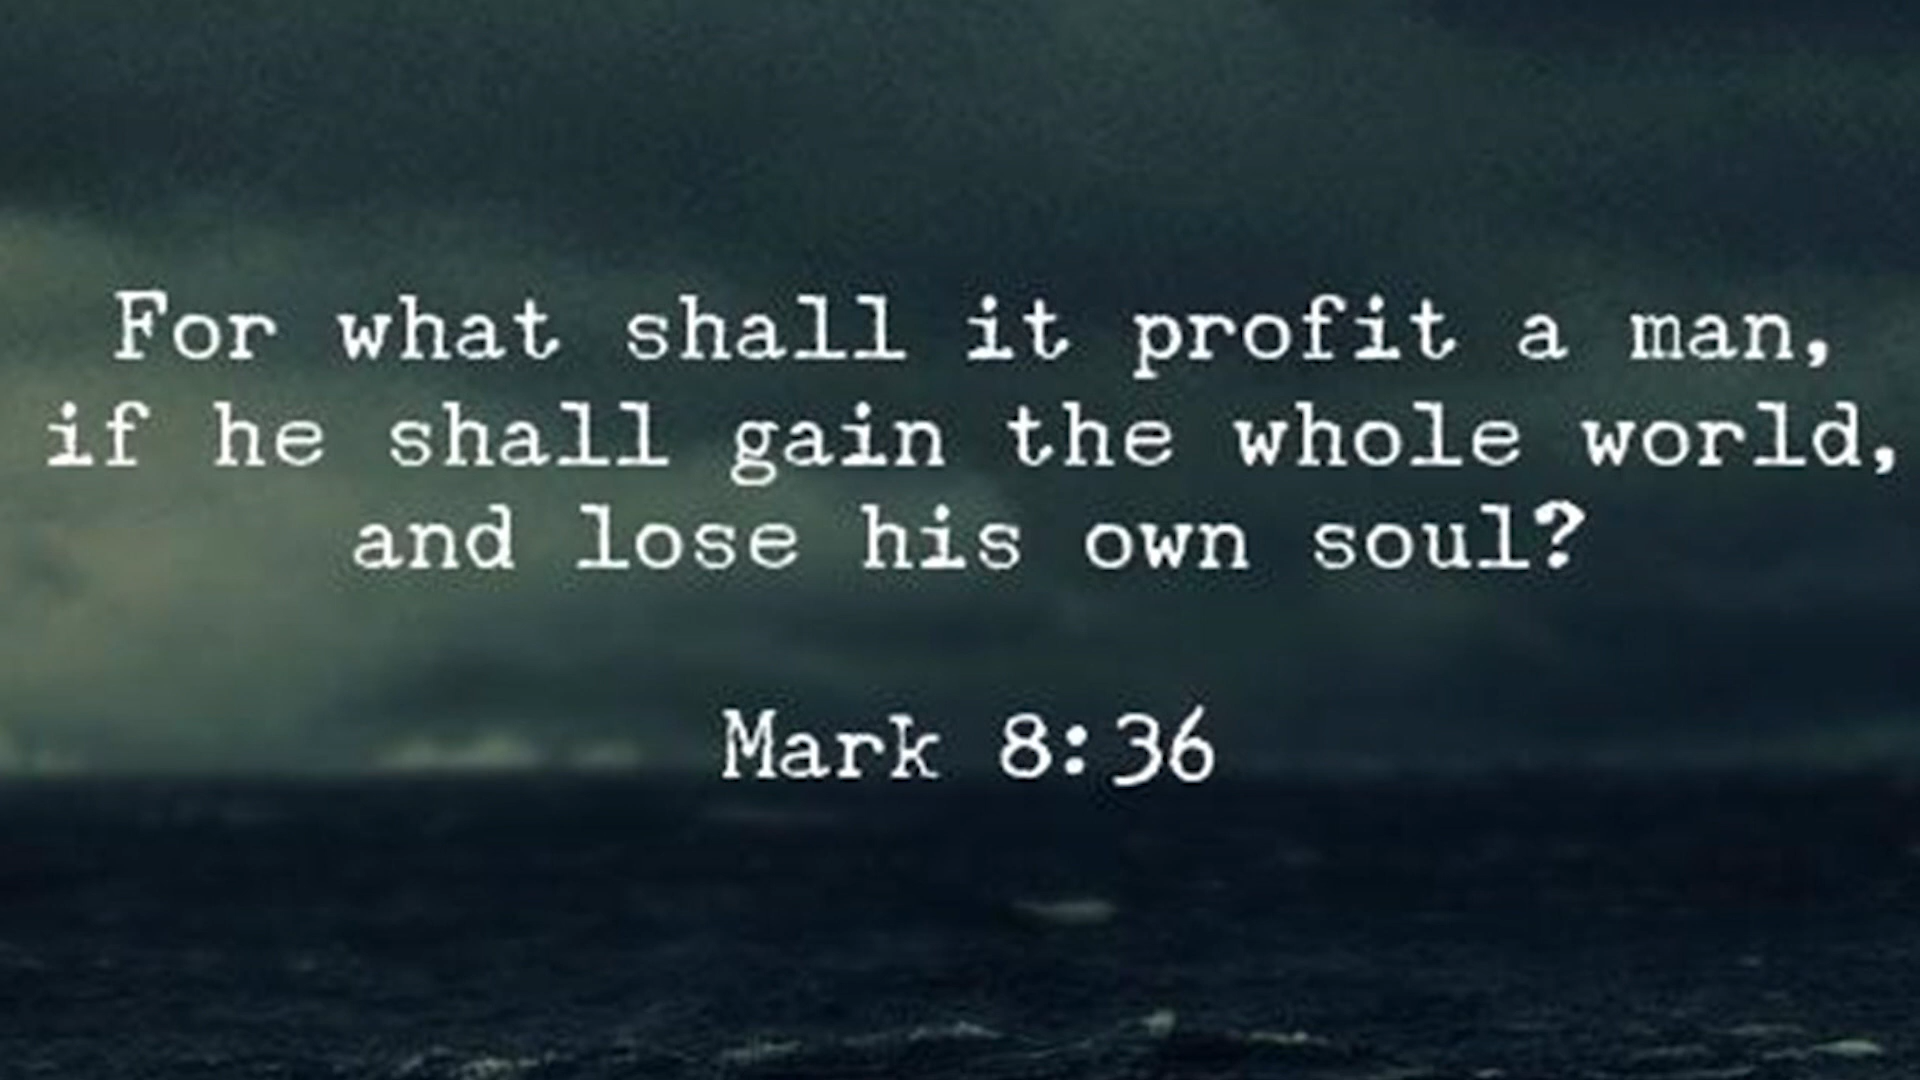 For what shall it profit a man,
if he shall gain the whole world,
and lose his own soul?
Mark 8:36